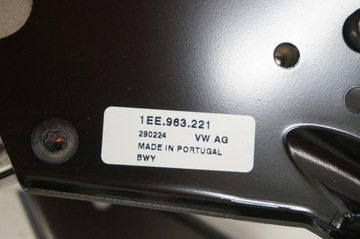 1EE.963.221
290224 VW AG
MADE IN PORTUGAL
BWY